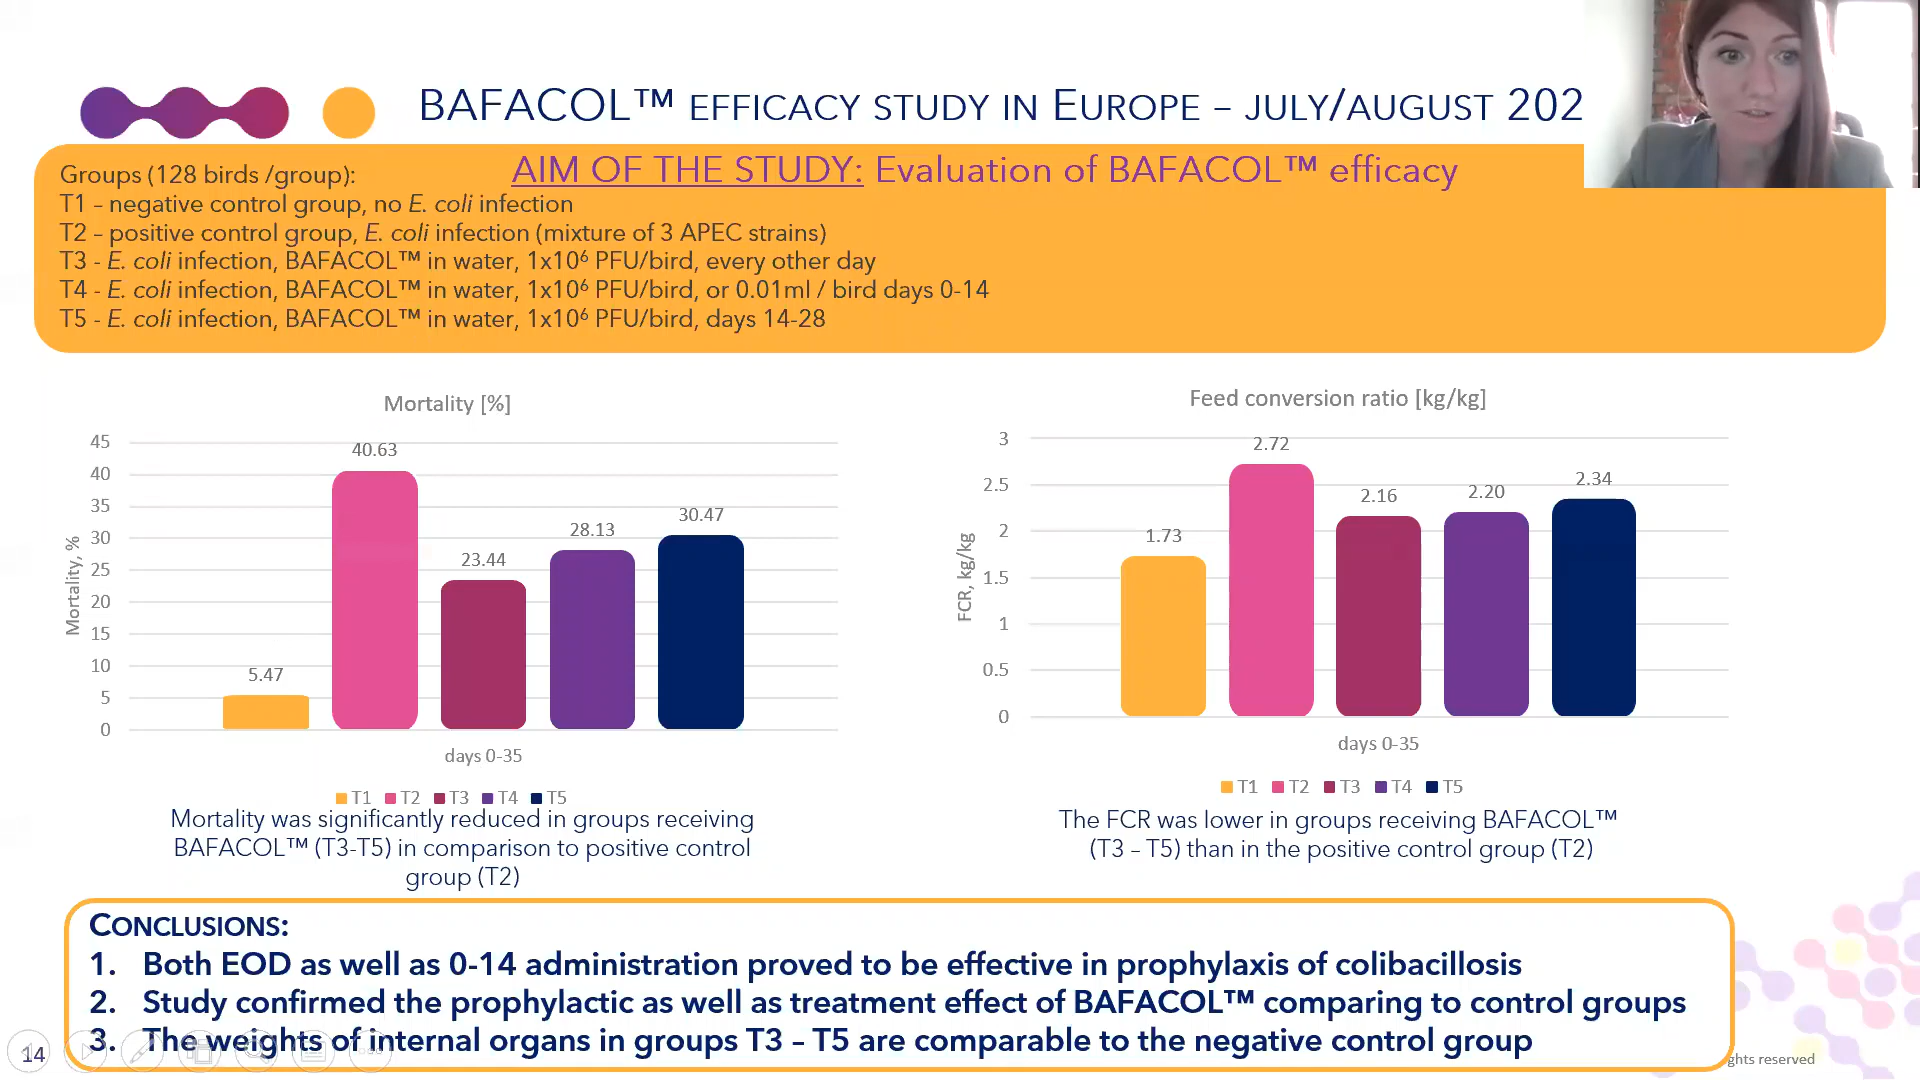 BAFACOL™ EFFICACY STUDY IN EUROPE – JULY/AUGUST 202
AIM OF THE STUDY: Evaluation of BAFACOL™ efficacy
Groups (128 birds /group):
T1 – negative control group, no E. coli infection
T2 – positive control group, E. coli infection (mixture of 3 APEC strains)
T3 - E. coli infection, BAFACOL™ in water, 1x10⁶ PFU/bird, every other day
T4 - E. coli infection, BAFACOL™ in water, 1x10⁶ PFU/bird, or 0.01ml / bird days 0-14
T5 - E. coli infection, BAFACOL™ in water, 1x10⁶ PFU/bird, days 14-28
Mortality [%]
45
40
35
30
25
20
15
10
5
0
Mortality, %
5.47
40.63
23.44
28.13
30.47
days 0-35
T1 T2 T3 T4 T5
Mortality was significantly reduced in groups receiving
BAFACOL™ (T3-T5) in comparison to positive control
group (T2)
Feed conversion ratio [kg/kg]
3
2.5
2
1.5
1
0.5
0
FCR, kg/kg
1.73
2.72
2.16
2.20
2.34
days 0-35
T1 T2 T3 T4 T5
The FCR was lower in groups receiving BAFACOL™
(T3 – T5) than in the positive control group (T2)
CONCLUSIONS:
1. Both EOD as well as 0-14 administration proved to be effective in prophylaxis of colibacillosis
2. Study confirmed the prophylactic as well as treatment effect of BAFACOL™ comparing to control groups
3. The weights of internal organs in groups T3 – T5 are comparable to the negative control group
14
ghts reserved